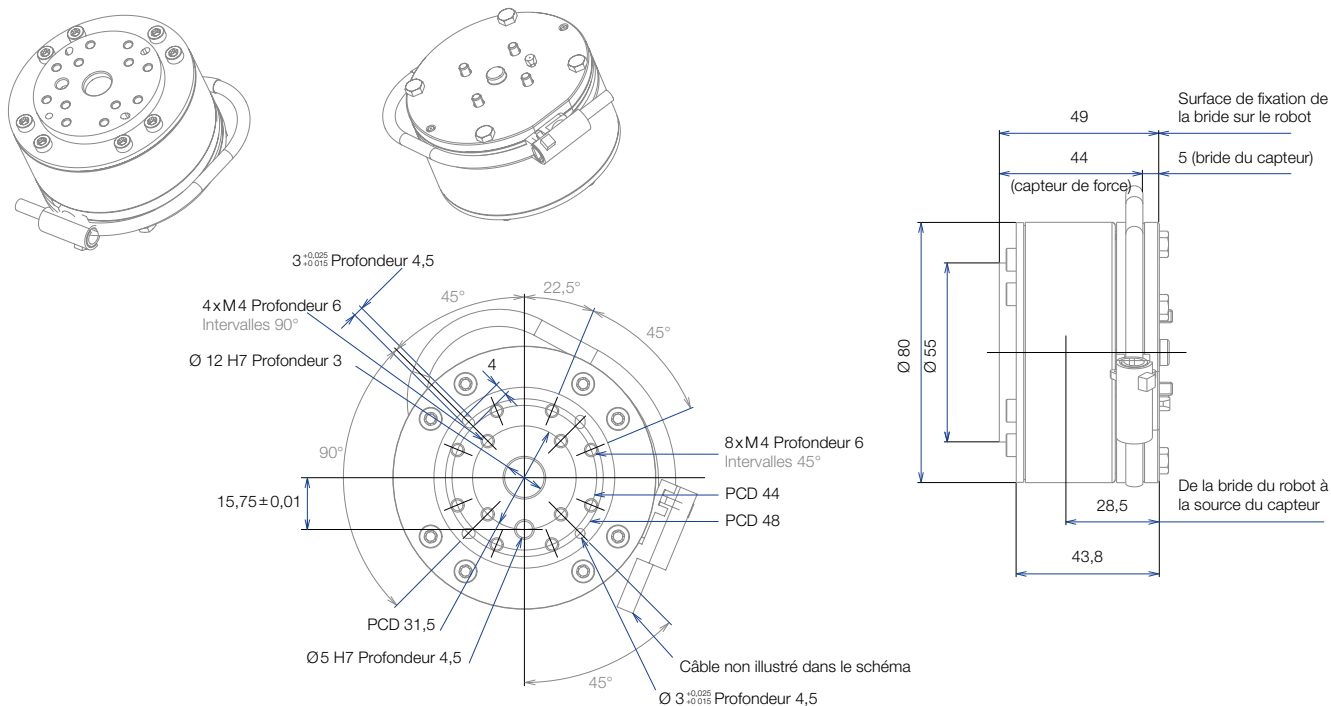 Surface de fixation de
la bride sur le robot
49
44
5 (bride du capteur)
(capteur de force)
3 +0,025 +0 015 Profondeur 4,5
4xM4 Profondeur 6
Intervalles 90°
Ø 12 H7 Profondeur 3
45°
22,5°
45°
4
Ø 80
Ø 55
90°
8xM4 Profondeur 6
Intervalles 45°
15,75±0,01
PCD 44
PCD 48
De la bride du robot à
la source du capteur
28,5
43,8
PCD 31,5
Ø5 H7 Profondeur 4,5
Câble non illustré dans le schéma
45°
Ø 3 +0,025 +0 015 Profondeur 4,5